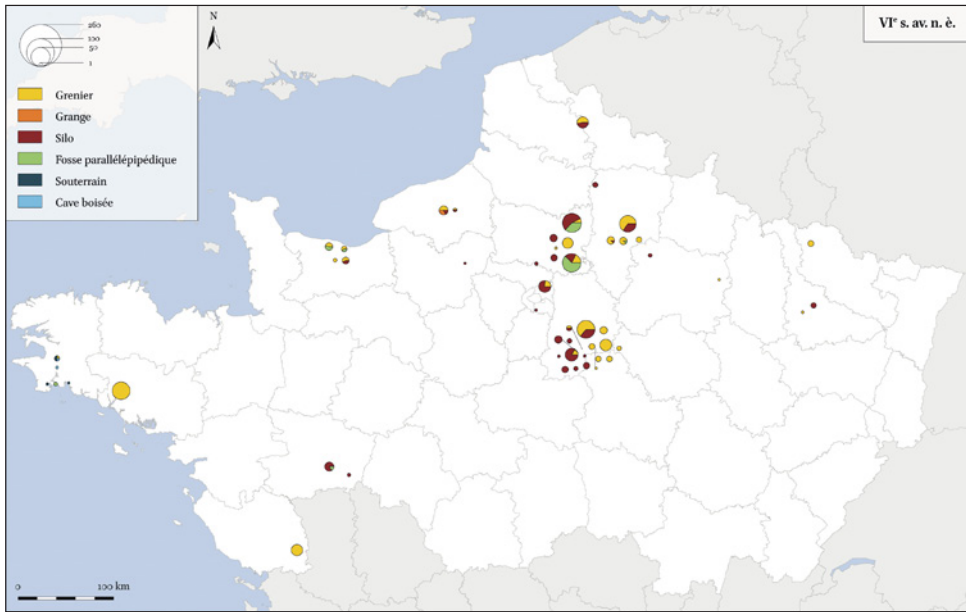 260
100
50
1
N
VIᵉ s. av. n. è.
Grenier
Grange
Silo
Fosse parallélépipédique
Souterrain
Cave boisée
0 100 km